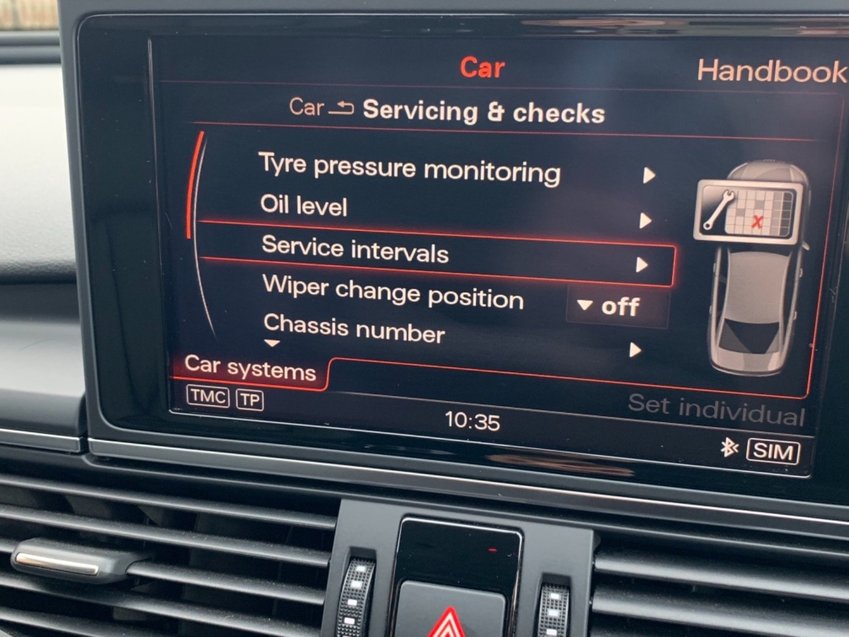 Car
Handbook
Car Servicing & checks
Tyre pressure monitoring
Oil level
Service intervals
Wiper change position off
Chassis number
Car systems
Set individual
TMC TP
10:35
SIM